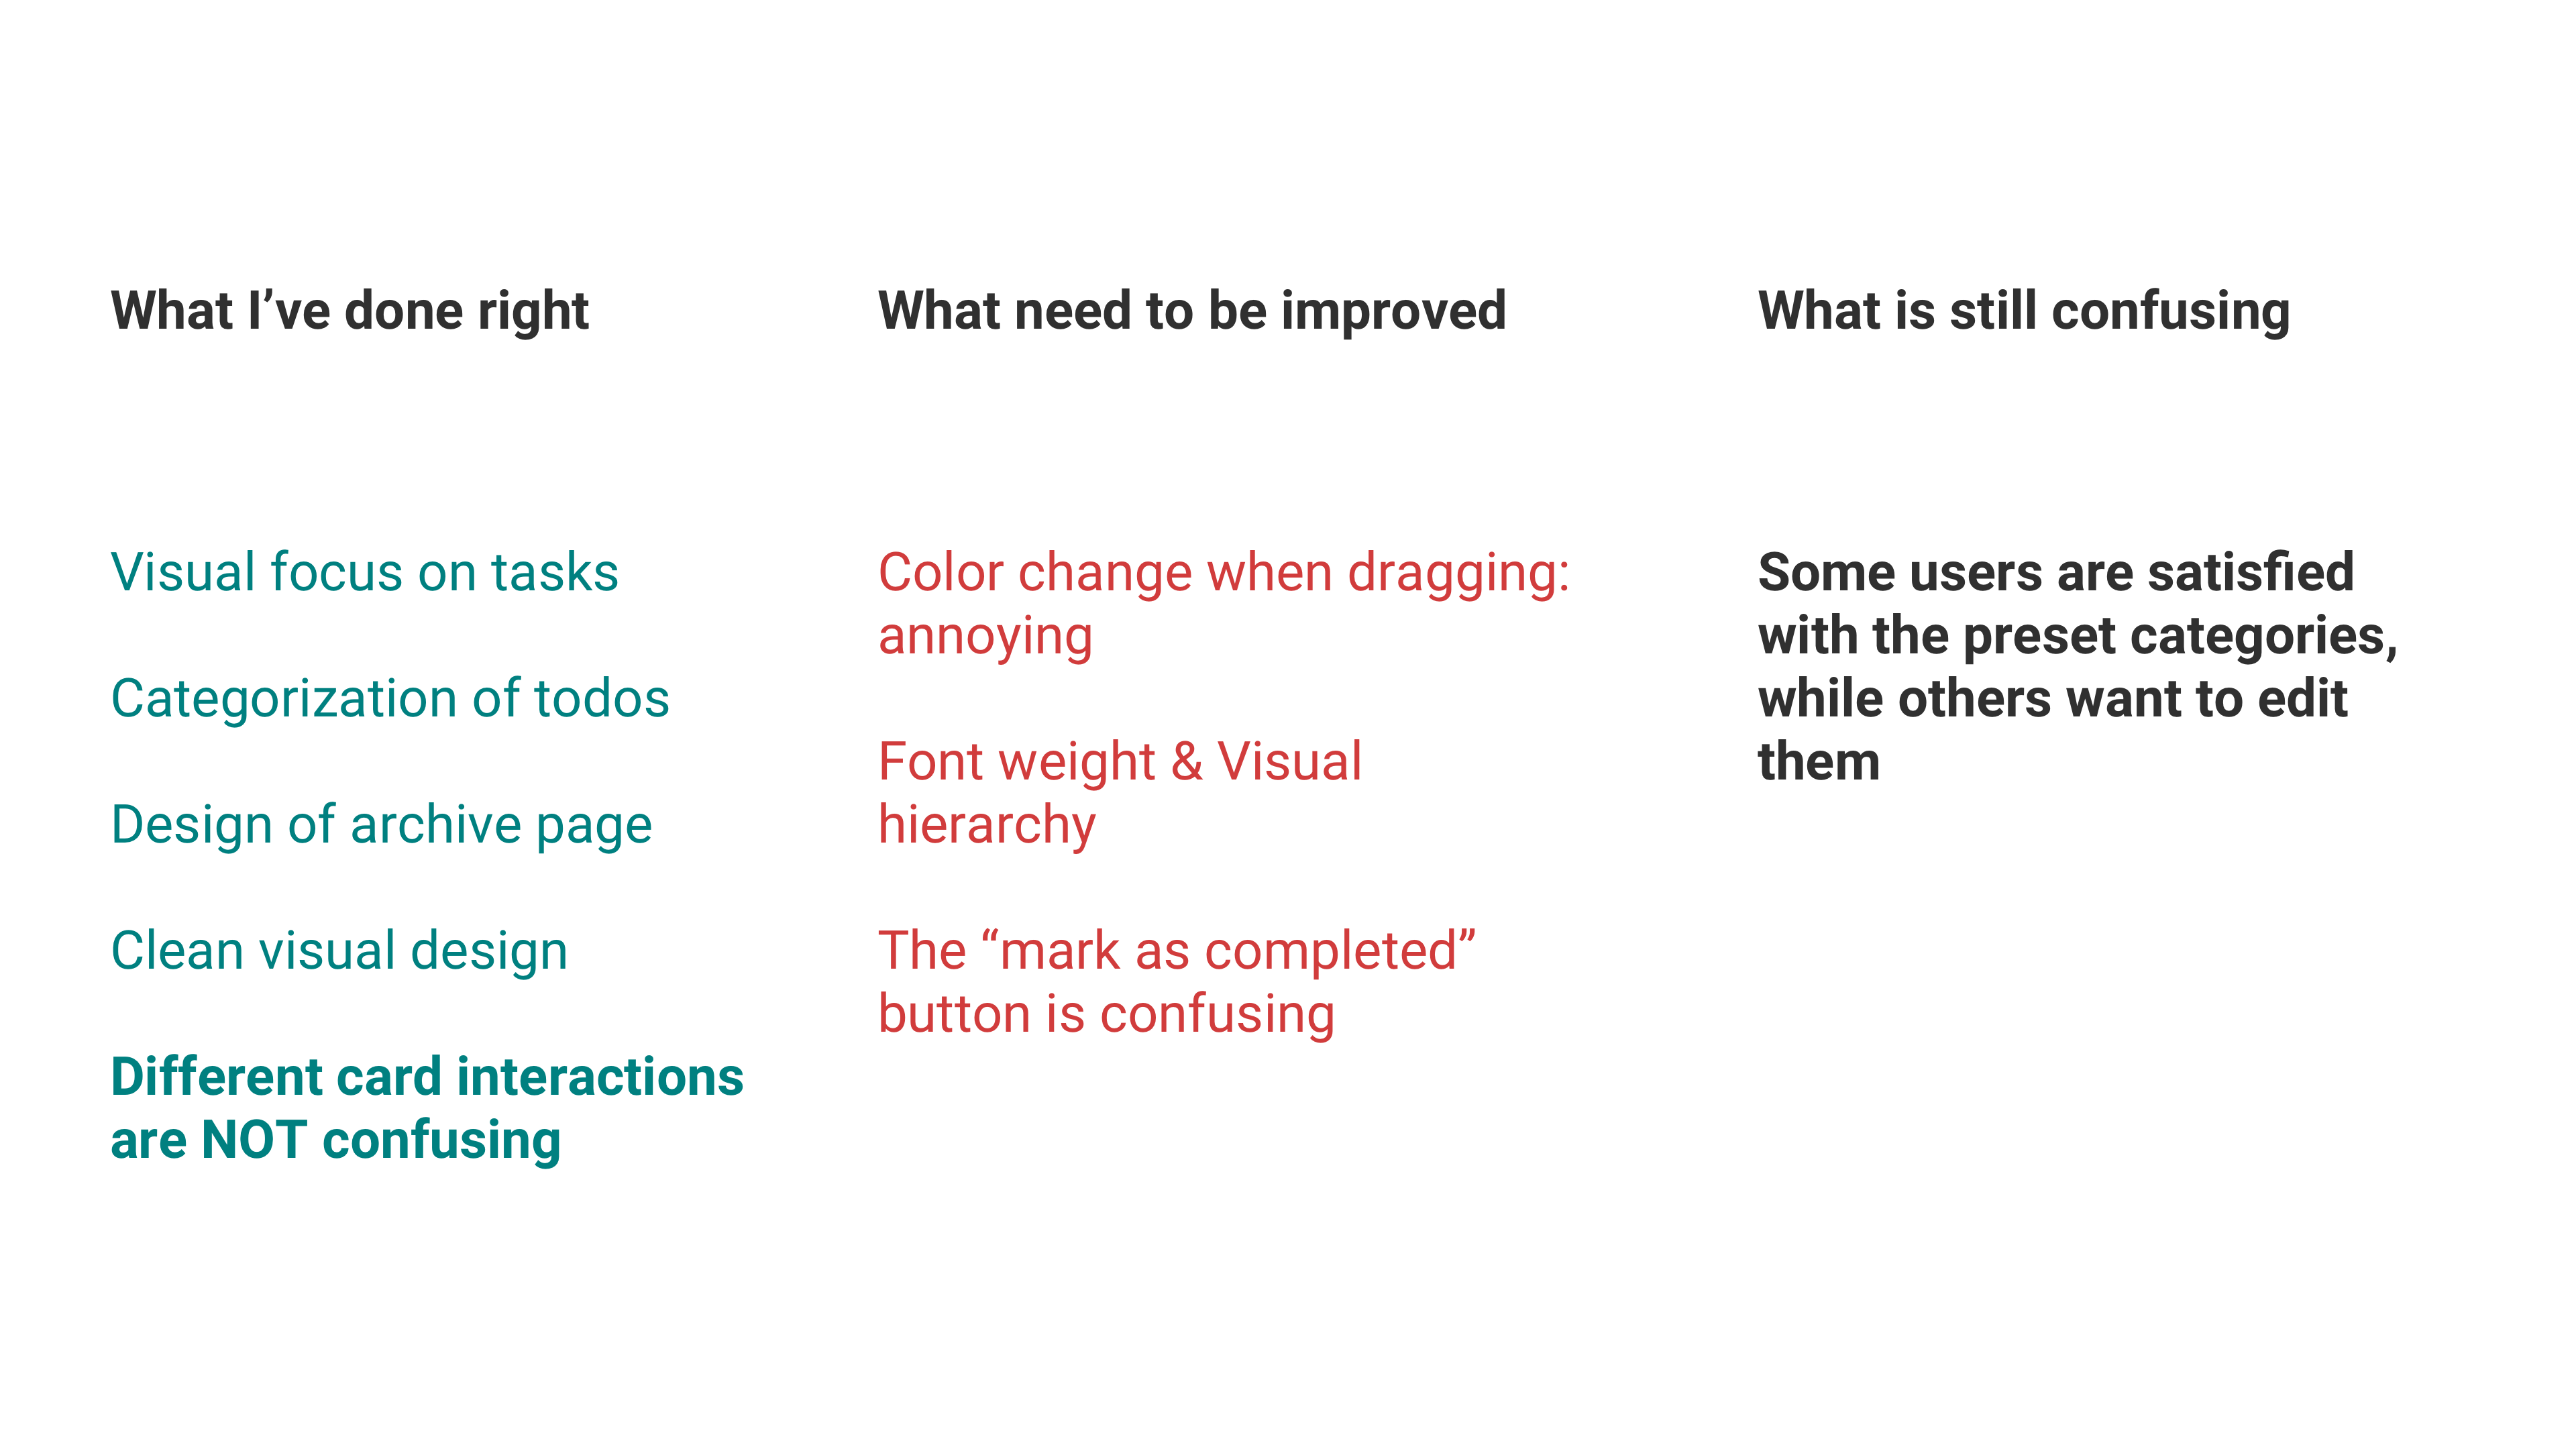 What I’ve done right
Visual focus on tasks
Categorization of todos
Design of archive page
Clean visual design
Different card interactions
are NOT confusing
What need to be improved
Color change when dragging:
annoying
Font weight & Visual
hierarchy
The “mark as completed”
button is confusing
What is still confusing
Some users are satisfied
with the preset categories,
while others want to edit
them